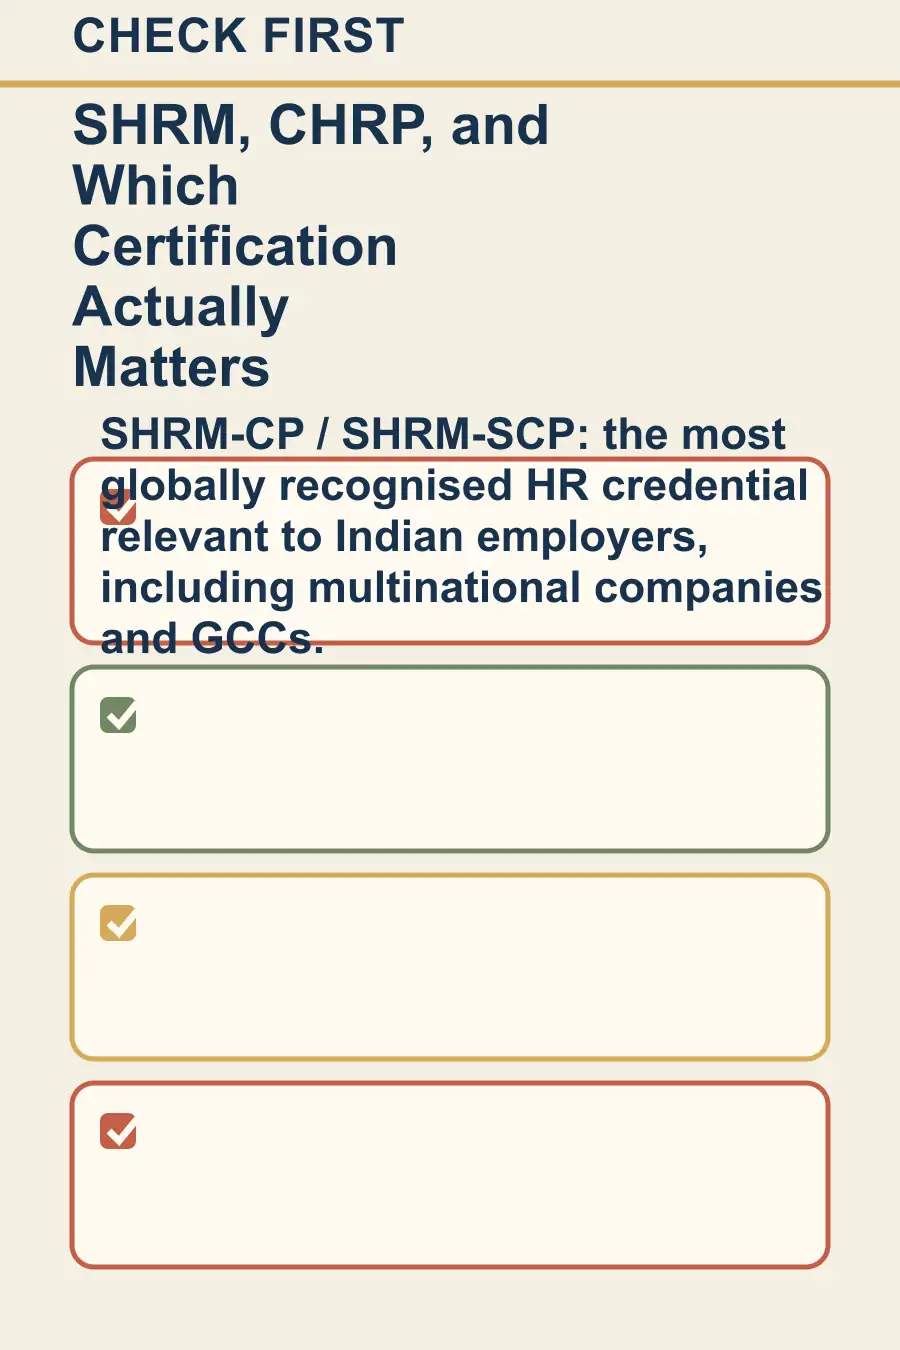 CHECK FIRST
SHRM, CHRP, and
Which
Certification
Actually
Matters
SHRM-CP / SHRM-SCP: the most
globally recognised HR credential
relevant to Indian employers,
including multinational companies
and GCCs.